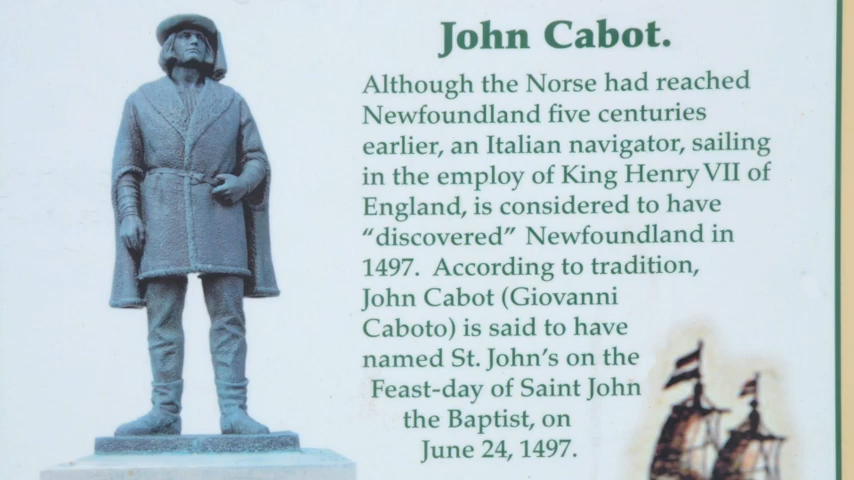 John Cabot.
Although the Norse had reached
Newfoundland five centuries
earlier, an Italian navigator, sailing
in the employ of King Henry VII of
England, is considered to have
“discovered” Newfoundland in
1497. According to tradition,
John Cabot (Giovanni
Caboto) is said to have
named St. John's on the
Feast-day of Saint John
the Baptist, on
June 24, 1497.